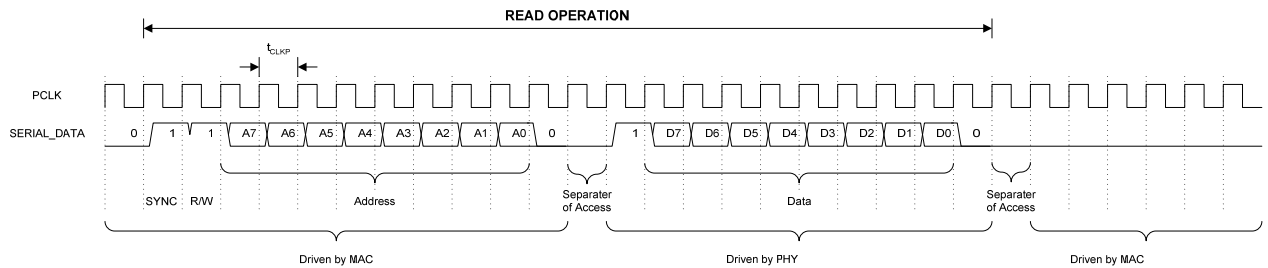 READ OPERATION
tCLKP
PCLK
SERIAL_DATA 0 1 1 A7 A6 A5 A4 A3 A2 A1 A0 0 1 D7 D6 D5 D4 D3 D2 D1 D0 0
SYNC R/W Address Separater Data Separater
of Access of Access
Driven by MAC Driven by PHY Driven by MAC